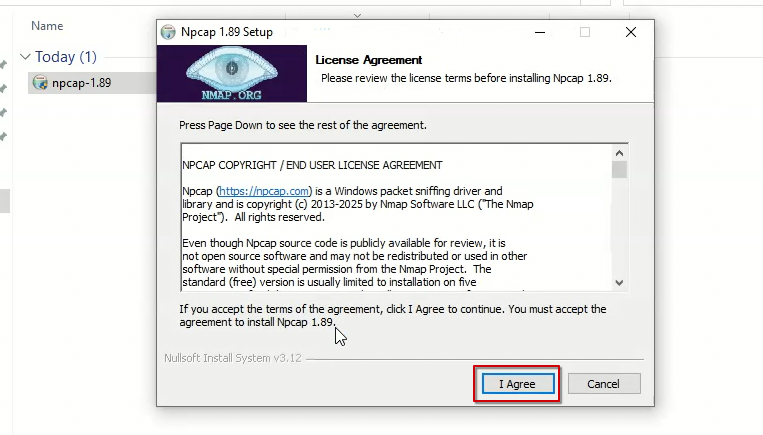 Name
Today (1)
npcap-1.89
Npcap 1.89 Setup
NMAP.ORG
License Agreement
Please review the license terms before installing Npcap 1.89.
Press Page Down to see the rest of the agreement.
NPCAP COPYRIGHT / END USER LICENSE AGREEMENT
Npcap (https://npcap.com) is a Windows packet sniffing driver and
library and is copyright (c) 2013-2025 by Nmap Software LLC ("The Nmap
Project").  All rights reserved.
Even though Npcap source code is publicly available for review, it is
not open source software and may not be redistributed or used in other
software without special permission from the Nmap Project.  The
standard (free) version is usually limited to installation on five
If you accept the terms of the agreement, click I Agree to continue. You must accept the
agreement to install Npcap 1.89.
Nullsoft Install System v3.12
I Agree
Cancel